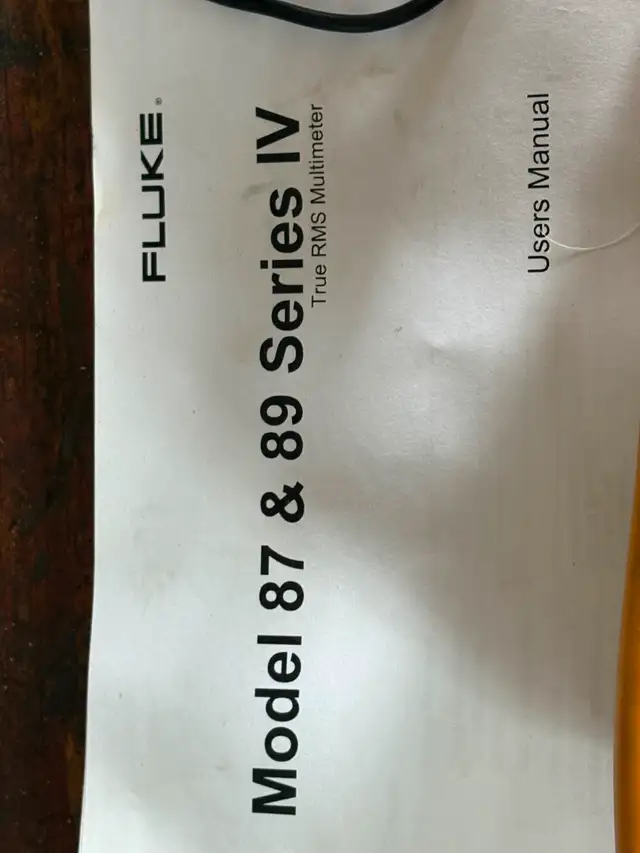 FLUKE®
Model 87 & 89 Series IV
True RMS Multimeter
Users Manual